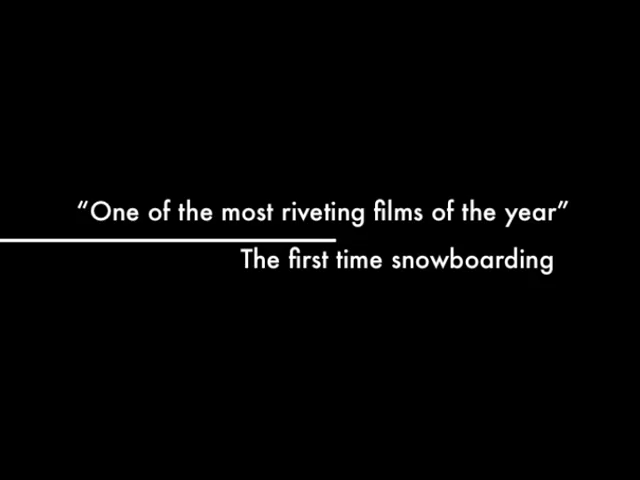 “One of the most riveting films of the year”
The first time snowboarding